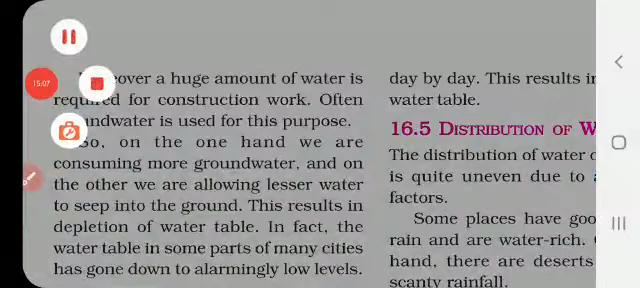 15:07
over a huge amount of water is
required for construction work. Often
undwater is used for this purpose.
So, on the one hand we are
consuming more groundwater, and on
the other we are allowing lesser water
to seep into the ground. This results in
depletion of water table. In fact, the
water table in some parts of many cities
has gone down to alarmingly low levels.
day by day. This results in
water table.
16.5 DISTRIBUTION OF W
The distribution of water o
is quite uneven due to
factors.
Some places have goo
rain and are water-rich.
hand, there are deserts
scanty rainfall.